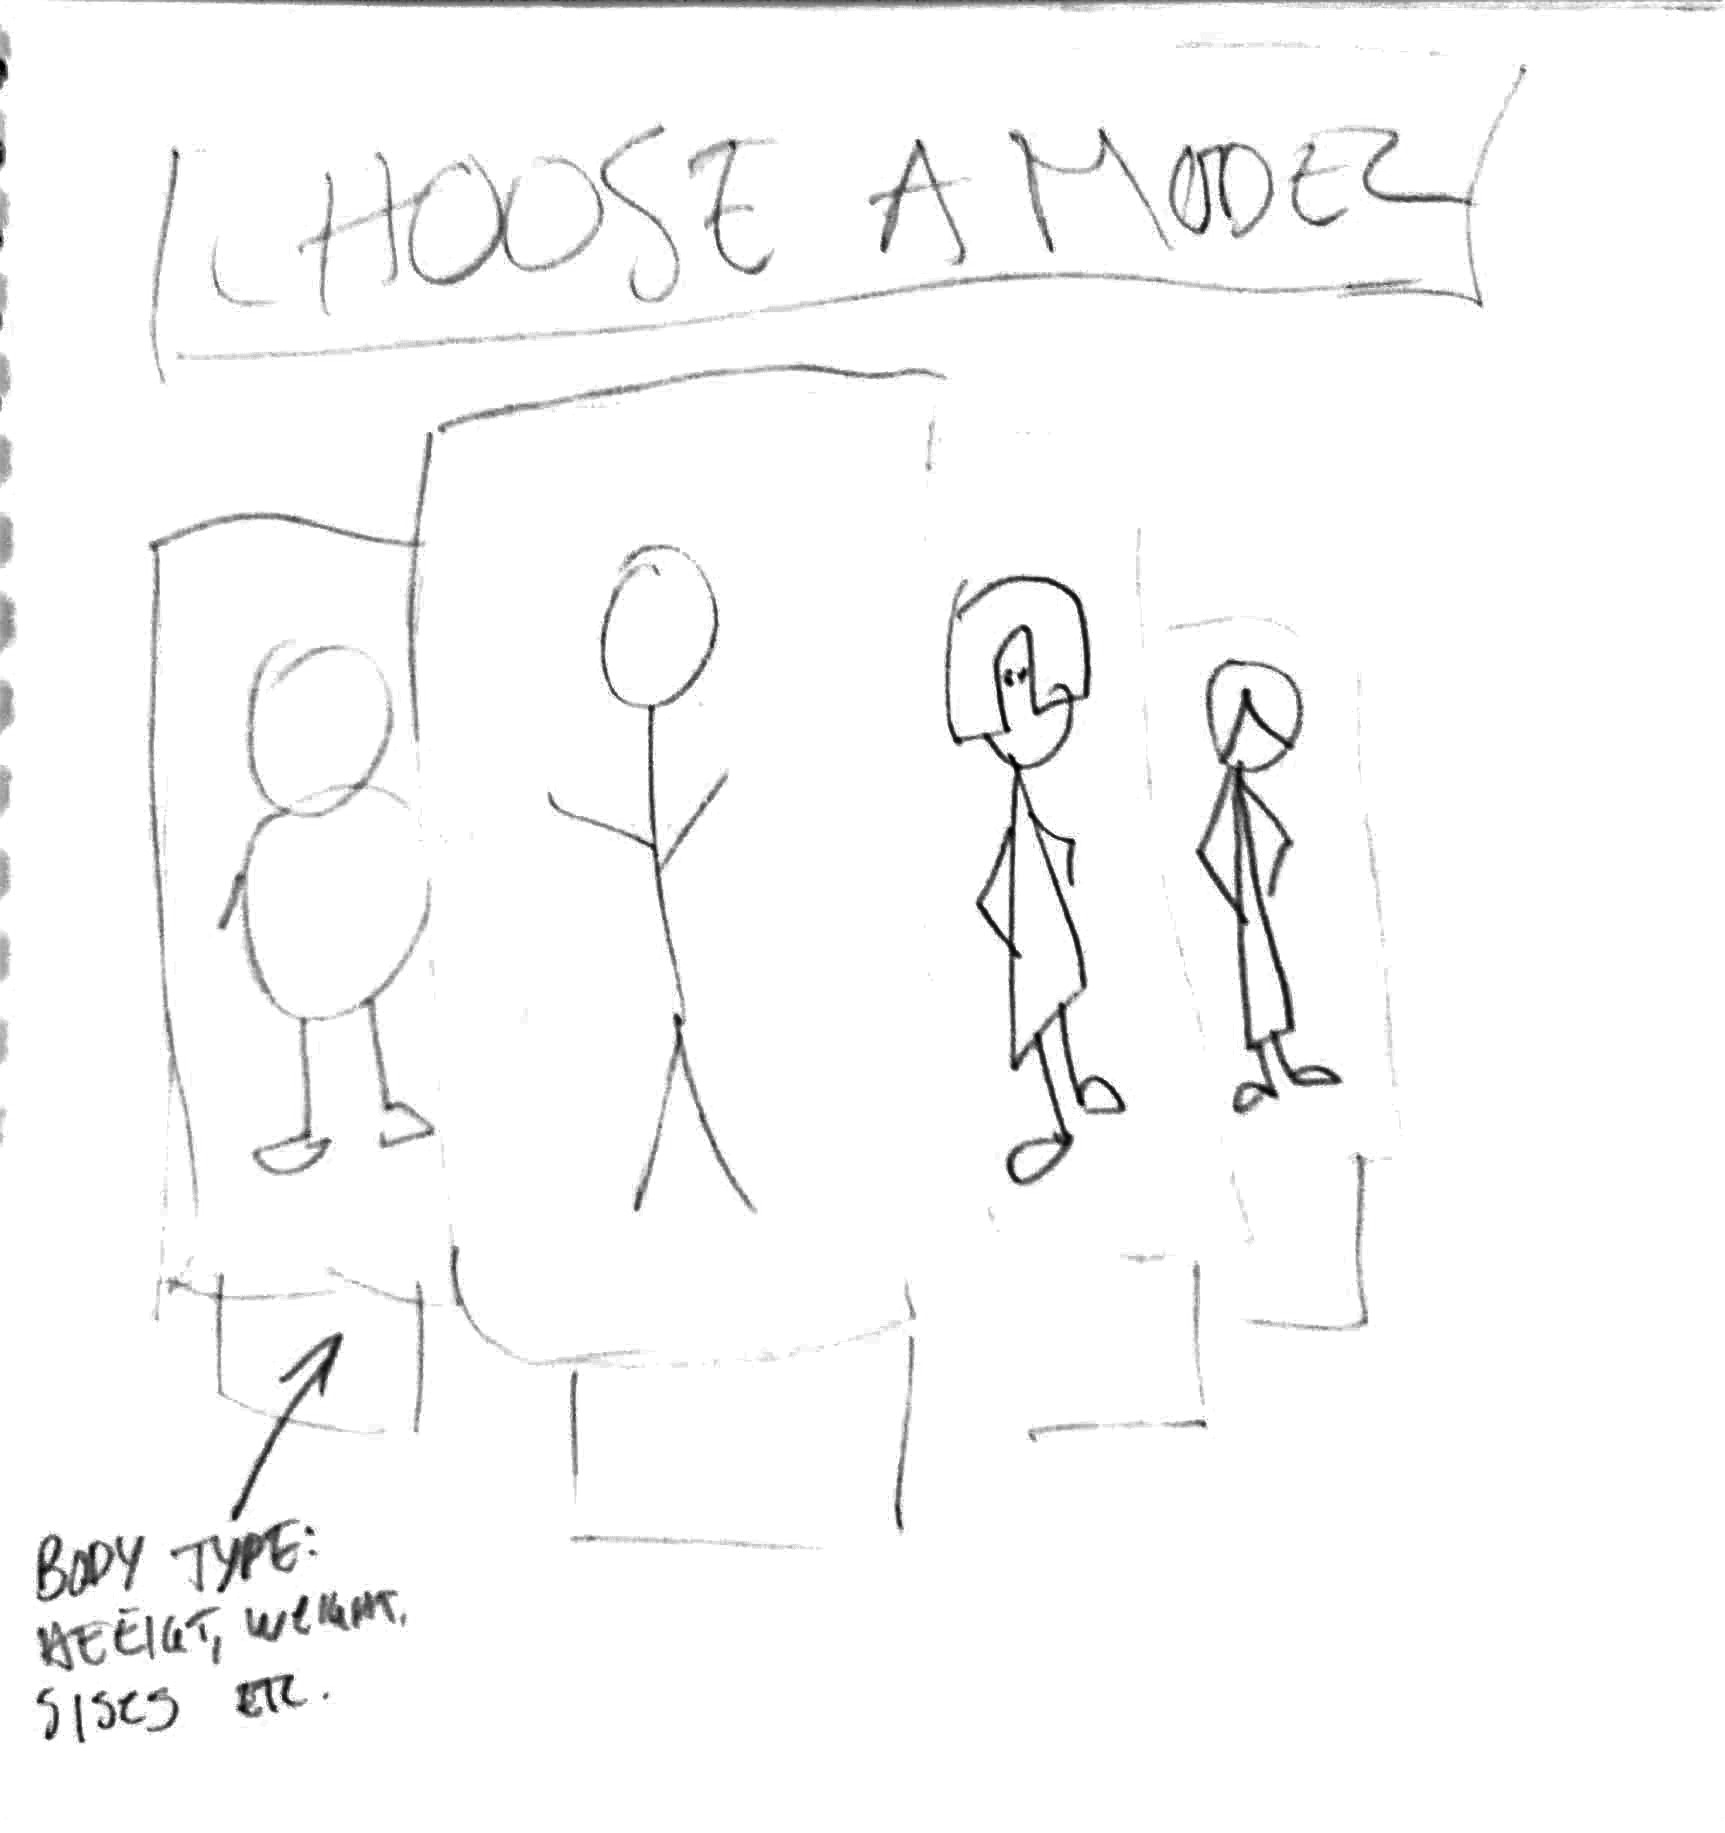 CHOOSE A MODEL
BODY TYPE:
HEEIGT, WEIGHT,
SISES ETC.